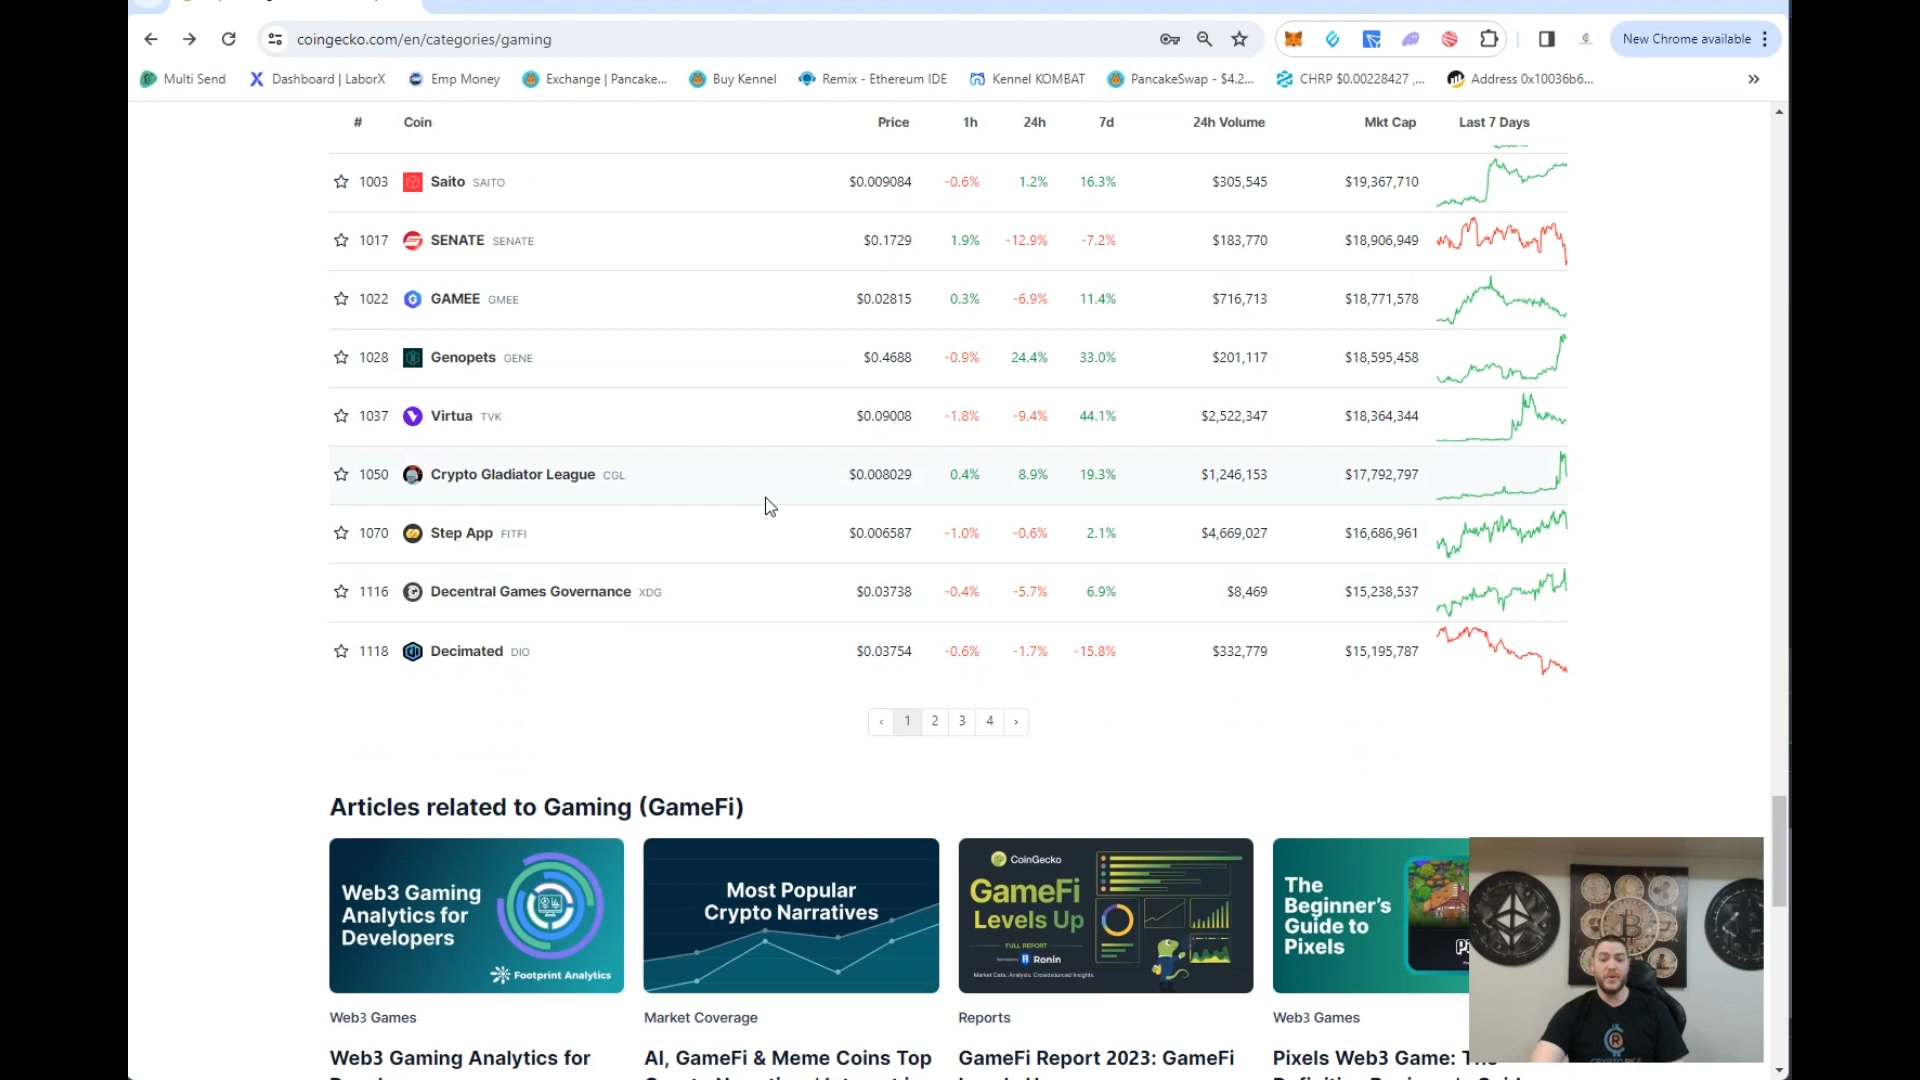 coingecko.com/en/categories/gaming
New Chrome available
Multi Send
Dashboard | LaborX
Emp Money
Exchange | Pancake...
Buy Kennel
Remix - Ethereum IDE
Kennel KOMBAT
PancakeSwap - $4.2...
CHRP $0.00228427 ,...
Address 0x10036b6...
»
# Coin Price 1h 24h 7d 24h Volume Mkt Cap Last 7 Days
1003 Saito SAITO $0.009084 -0.6% 1.2% 16.3% $305,545 $19,367,710
1017 SENATE SENATE $0.1729 1.9% -12.9% -7.2% $183,770 $18,906,949
1022 GAMEE GMEE $0.02815 0.3% -6.9% 11.4% $716,713 $18,771,578
1028 Genopets GENE $0.4688 -0.9% 24.4% 33.0% $201,117 $18,595,458
1037 Virtua TVK $0.09008 -1.8% -9.4% 44.1% $2,522,347 $18,364,344
1050 Crypto Gladiator League CGL $0.008029 0.4% 8.9% 19.3% $1,246,153 $17,792,797
1070 Step App FITFI $0.006587 -1.0% -0.6% 2.1% $4,669,027 $16,686,961
1116 Decentral Games Governance XDG $0.03738 -0.4% -5.7% 6.9% $8,469 $15,238,537
1118 Decimated DIO $0.03754 -0.6% -1.7% -15.8% $332,779 $15,195,787
‹ 1 2 3 4 ›
Articles related to Gaming (GameFi)
Web3 Gaming
Analytics for
Developers
Footprint Analytics
Most Popular
Crypto Narratives
CoinGecko
GameFi
Levels Up
FULL REPORT
Ronin
Market Data. Analysis. Crowdsourced Insights.
The
Beginner's
Guide to
Pixels
Web3 Games
Market Coverage
Reports
Web3 Games
Web3 Gaming Analytics for
AI, GameFi & Meme Coins Top
GameFi Report 2023: GameFi
Pixels Web3 Game: